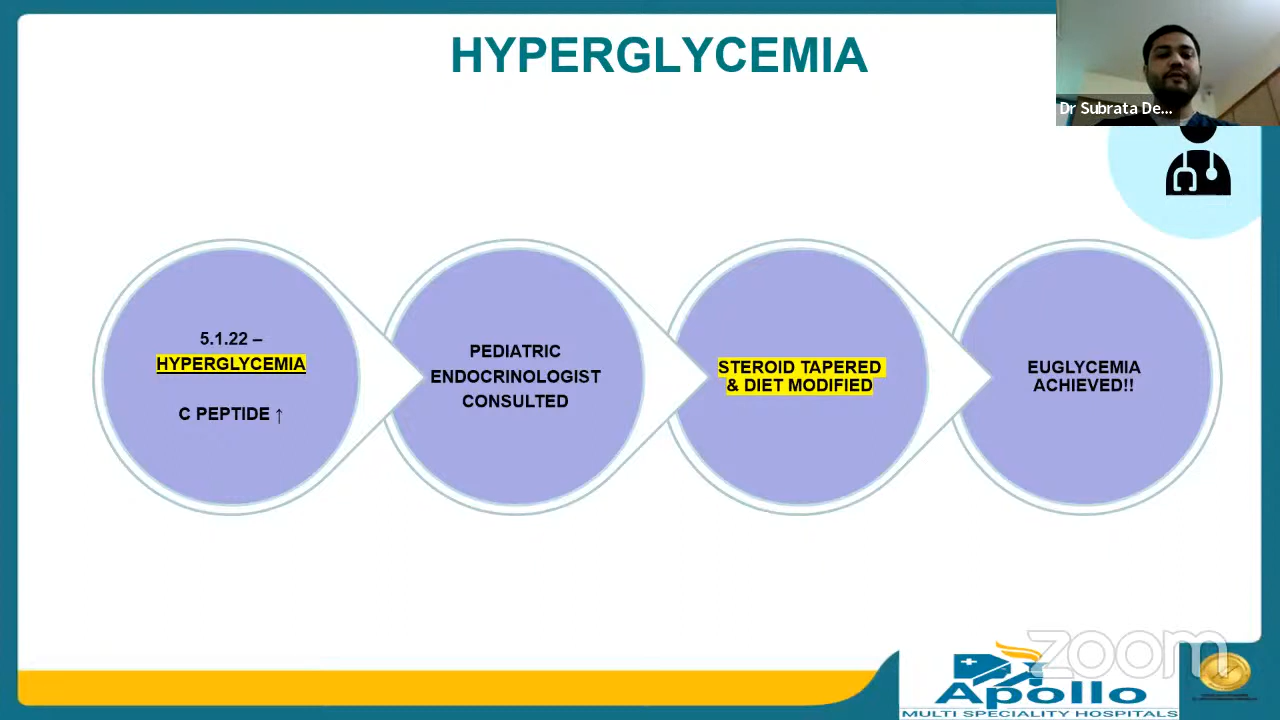 HYPERGLYCEMIA
Dr Subrata De...
5.1.22 –
HYPERGLYCEMIA
C PEPTIDE ↑
PEDIATRIC
ENDOCRINOLOGIST
CONSULTED
STEROID TAPERED
& DIET MODIFIED
EUGLYCEMIA
ACHIEVED!!
zoom
Apollo
MULTI SPECIALITY HOSPITALS